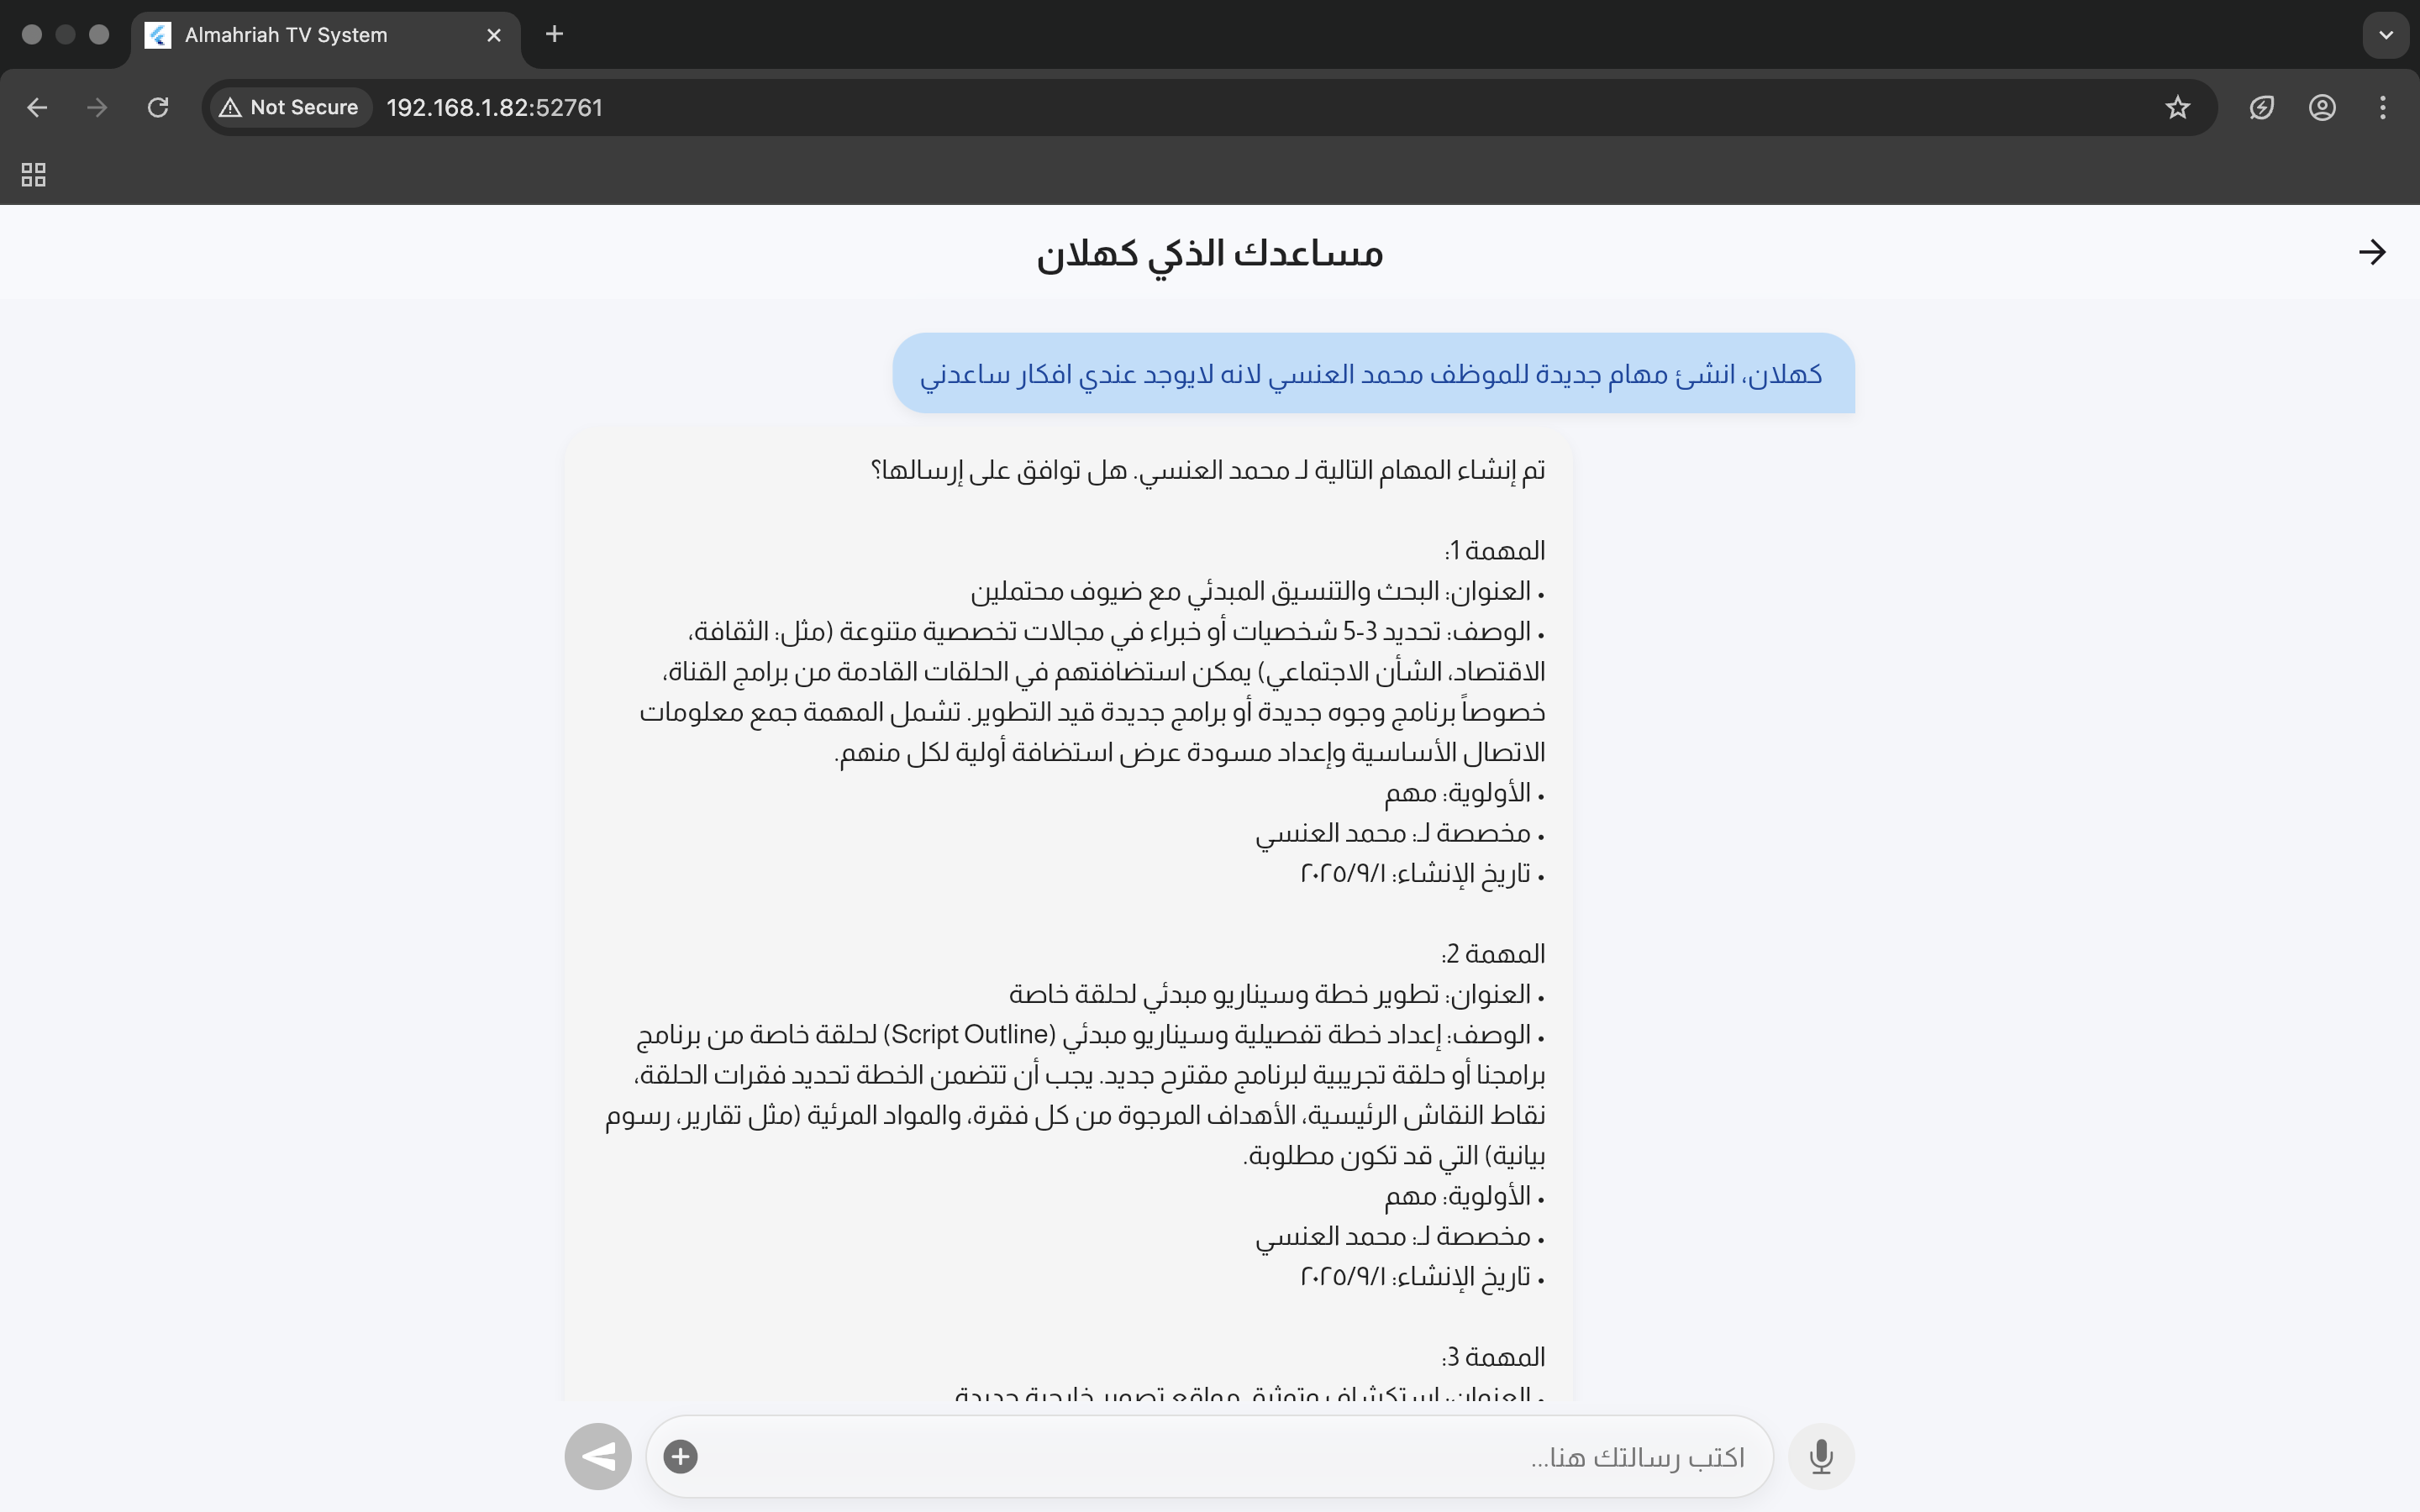 Almahriah TV System
Not Secure
192.168.1.82:52761
مساعدك الذكي كهلان
كهلان، انشئ مهام جديدة للموظف محمد العنسي لانه لايوجد عندي افكار ساعدني
تم إنشاء المهام التالية لـ محمد العنسي. هل توافق على إرسالها؟
المهمة 1:
• العنوان: البحث والتنسيق المبدئي مع ضيوف محتملين
• الوصف: تحديد 3-5 شخصيات أو خبراء في مجالات تخصصية متنوعة (مثل: الثقافة،
الاقتصاد، الشأن الاجتماعي) يمكن استضافتهم في الحلقات القادمة من برامج القناة،
خصوصاً برنامج وجوه جديدة أو برامج جديدة قيد التطوير. تشمل المهمة جمع معلومات
الاتصال الأساسية وإعداد مسودة عرض استضافة أولية لكل منهم.
• الأولوية: مهم
• مخصصة لـ: محمد العنسي
• تاريخ الإنشاء: ٢٠٢٥/٩/١
المهمة 2:
• العنوان: تطوير خطة وسيناريو مبدئي لحلقة خاصة
• الوصف: إعداد خطة تفصيلية وسيناريو مبدئي (Script Outline) لحلقة خاصة من برنامج
برامجنا أو حلقة تجريبية لبرنامج مقترح جديد. يجب أن تتضمن الخطة تحديد فقرات الحلقة،
نقاط النقاش الرئيسية، الأهداف المرجوة من كل فقرة، والمواد المرئية (مثل تقارير، رسوم
بيانية) التي قد تكون مطلوبة.
• الأولوية: مهم
• مخصصة لـ: محمد العنسي
• تاريخ الإنشاء: ٢٠٢٥/٩/١
المهمة 3:
• العنوان: استكشاف وتوثيق مواقع تصوير خارجية جديدة
اكتب رسالتك هنا...